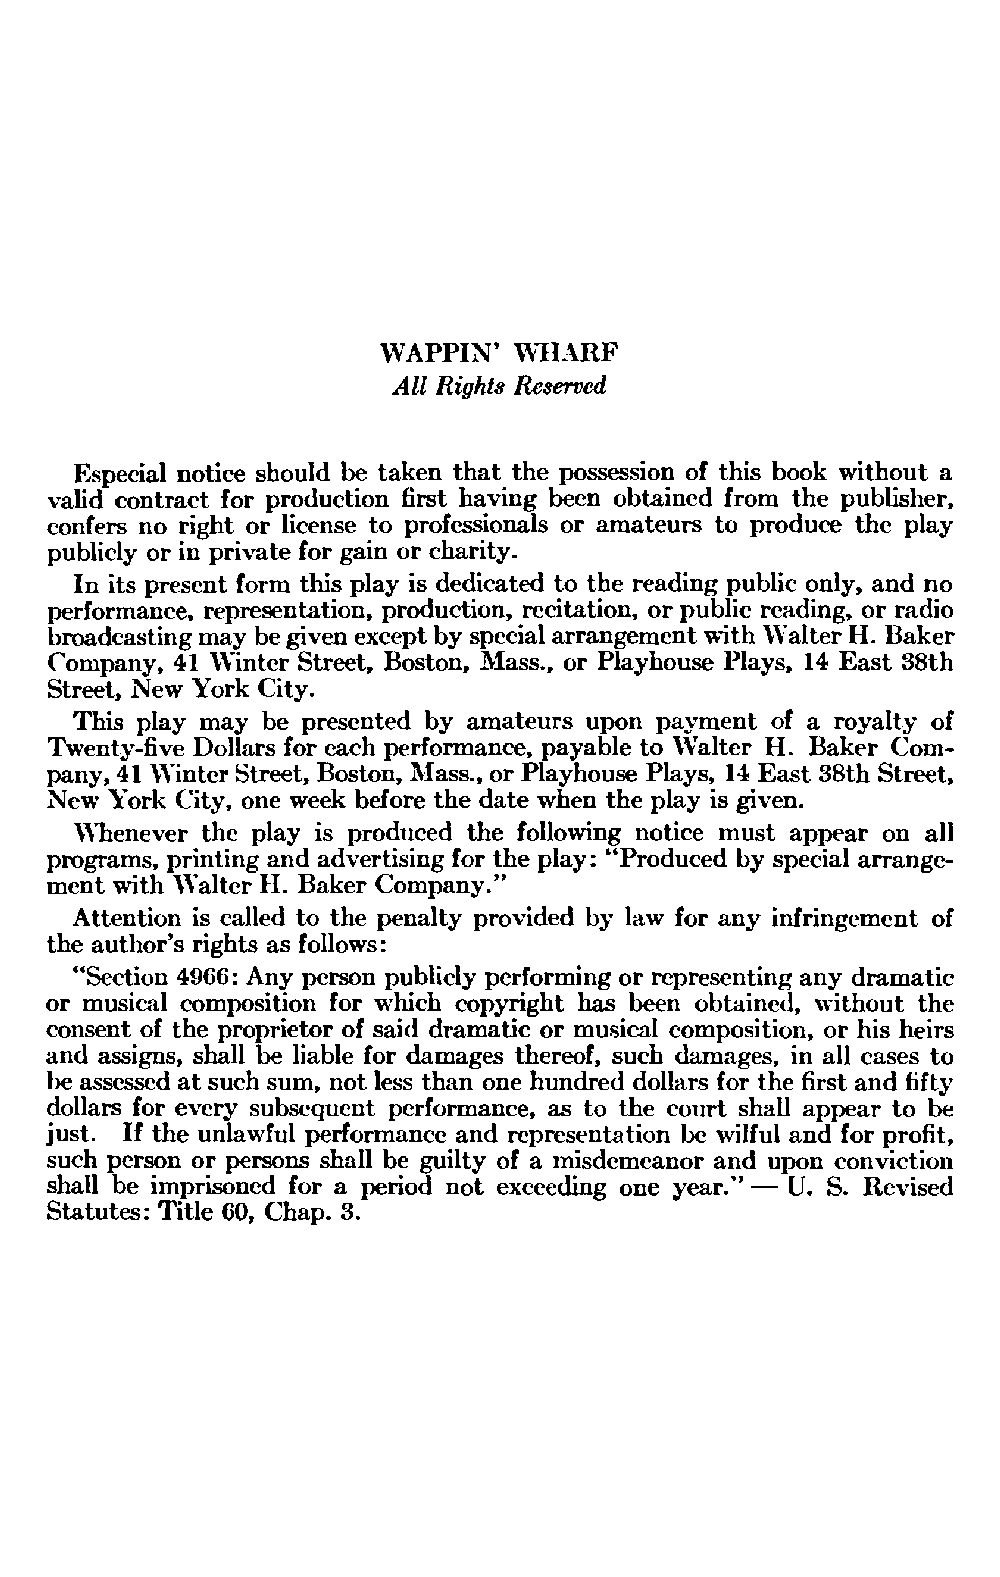 WAPPIN' WHARF
All Rights Reserved
Especial notice should be taken that the possession of this book without a
valid contract for production first having been obtained from the publisher,
confers no right or license to professionals or amateurs to produce the play
publicly or in private for gain or charity.
In its present form this play is dedicated to the reading public only, and no
performance, representation, production, recitation, or public reading, or radio
broadcasting may be given except by special arrangement with Walter H. Baker
Company, 41 Winter Street, Boston, Mass., or Playhouse Plays, 14 East 38th
Street, New York City.
This play may be presented by amateurs upon payment of a royalty of
Twenty-five Dollars for each performance, payable to Walter H. Baker Com-
pany, 41 Winter Street, Boston, Mass., or Playhouse Plays, 14 East 38th Street,
New York City, one week before the date when the play is given.
Whenever the play is produced the following notice must appear on all
programs, printing and advertising for the play: "Produced by special arrange-
ment with Walter H. Baker Company."
Attention is called to the penalty provided by law for any infringement of
the author's rights as follows:
"Section 4966: Any person publicly performing or representing any dramatic
or musical composition for which copyright has been obtained, without the
consent of the proprietor of said dramatic or musical composition, or his heirs
and assigns, shall be liable for damages thereof, such damages, in all cases to
be assessed at such sum, not less than one hundred dollars for the first and fifty
dollars for every subsequent performance, as to the court shall appear to be
just. If the unlawful performance and representation be wilful and for profit,
such person or persons shall be guilty of a misdemeanor and upon conviction
shall be imprisoned for a period not exceeding one year." — U. S. Revised
Statutes: Title 60, Chap. 3.